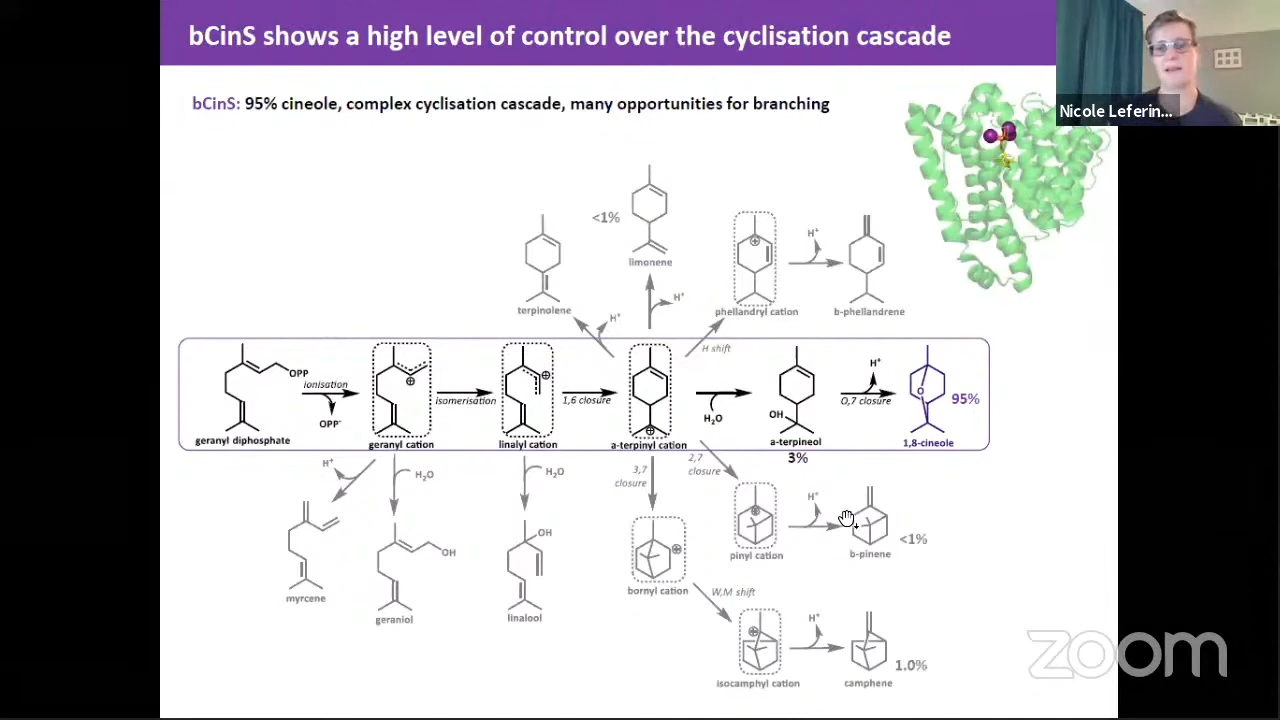 bCinS shows a high level of control over the cyclisation cascade
Nicole Leferin...
bCinS: 95% cineole, complex cyclisation cascade, many opportunities for branching
<1%
limonene
terpinolene
H⁺
phellandryl cation
b-phellandrene
H⁺
H⁺
H shift
OPP
ionisation
OPP⁻
geranyl diphosphate
geranyl cation
isomerisation
linalyl cation
1,6 closure
a-terpinyl cation
H₂O
OH
a-terpineol
3%
H⁺
O,7 closure
O
1,8-cineole
95%
H⁺
H₂O
H₂O
3,7
closure
2,7
closure
myrcene
OH
geraniol
OH
linalool
bornyl cation
pinyl cation
H⁺
b-pinene
<1%
W,M shift
isocamphyl cation
H⁺
camphene
1.0%
zoom